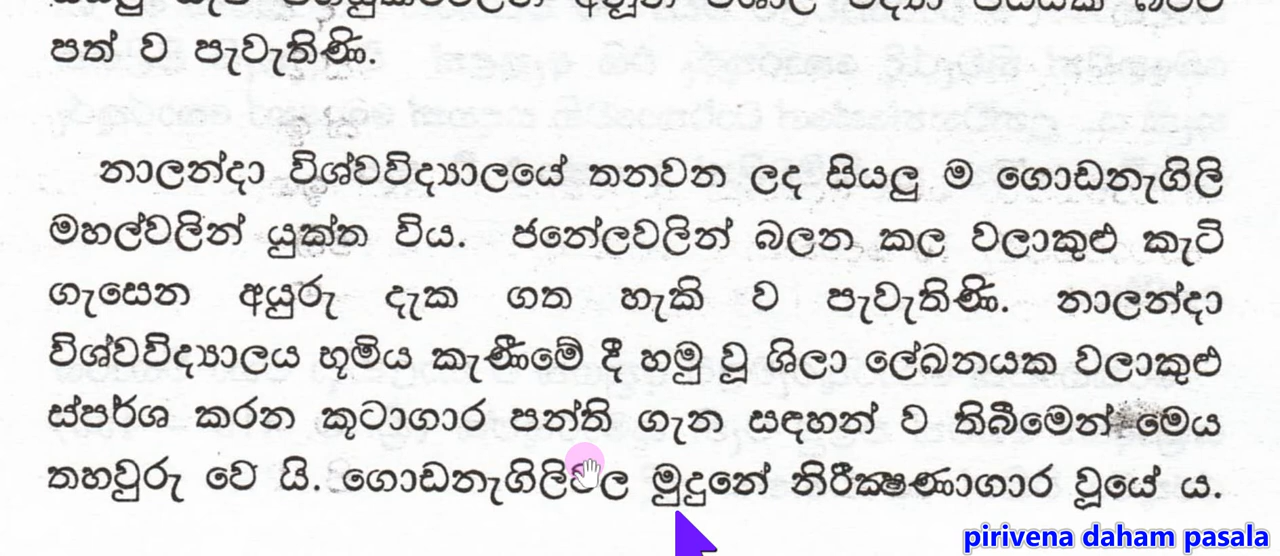 පත් ව පැවැතිණි.
නාලන්දා විශ්වවිද්‍යාලයේ තනවන ලද සියලු ම ගොඩනැගිලි
මහල්වලින් යුක්ත විය. ජනේලවලින් බලන කල වලාකුළු කැටි
ගැසෙන අයුරු දැක ගත හැකි ව පැවැතිණි. නාලන්දා
විශ්වවිද්‍යාලය භූමිය කැණීමේ දී හමු වූ ශිලා ලේඛනයක වලාකුළු
ස්පර්ශ කරන කූටාගාර පන්ති ගැන සඳහන් ව තිබීමෙන් මෙය
තහවුරු වෙ යි. ගොඩනැගිලිවල මුදුනේ නිරීක්‍ෂණාගාර වූයේ ය.
pirivena daham pasala